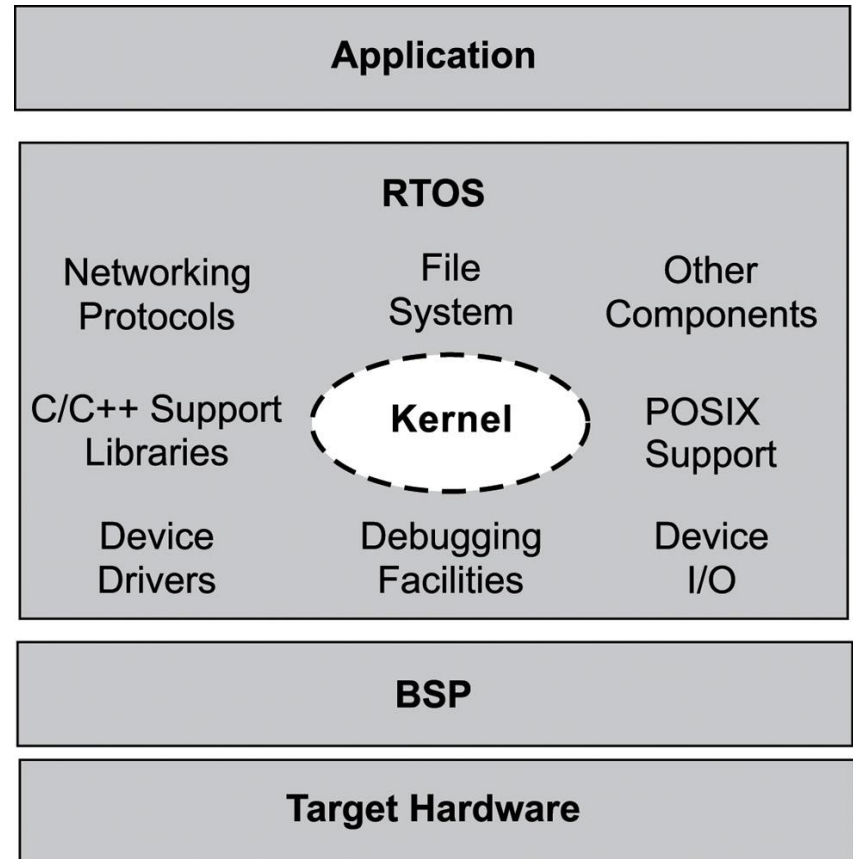 Application
RTOS
Networking
Protocols
File
System
Other
Components
C/C++ Support
Libraries
Kernel
POSIX
Support
Device
Drivers
Debugging
Facilities
Device
I/O
BSP
Target Hardware